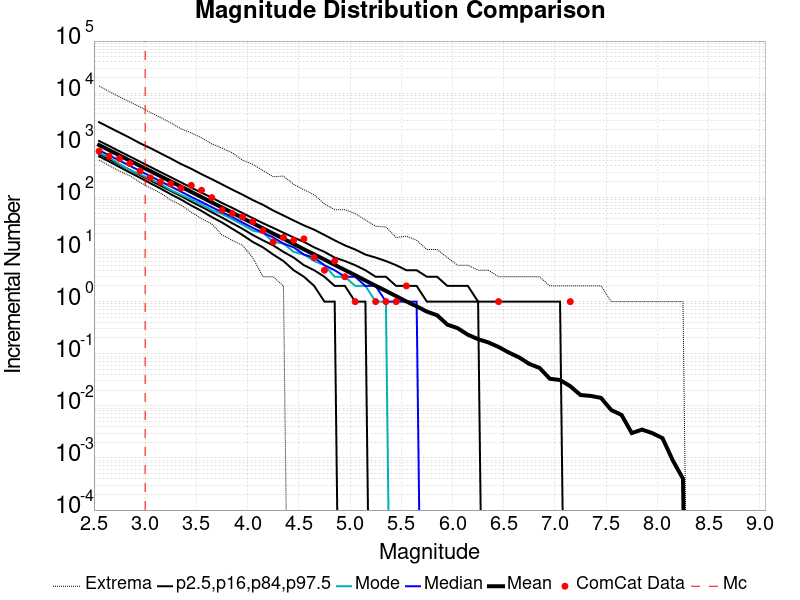 Magnitude Distribution Comparison
10^5
10^4
10^3
10^2
10^1
10^0
10^-1
10^-2
10^-3
10^-4
Incremental Number
2.5 3.0 3.5 4.0 4.5 5.0 5.5 6.0 6.5 7.0 7.5 8.0 8.5 9.0
Magnitude
Extrema p2.5,p16,p84,p97.5 Mode Median Mean ComCat Data Mc